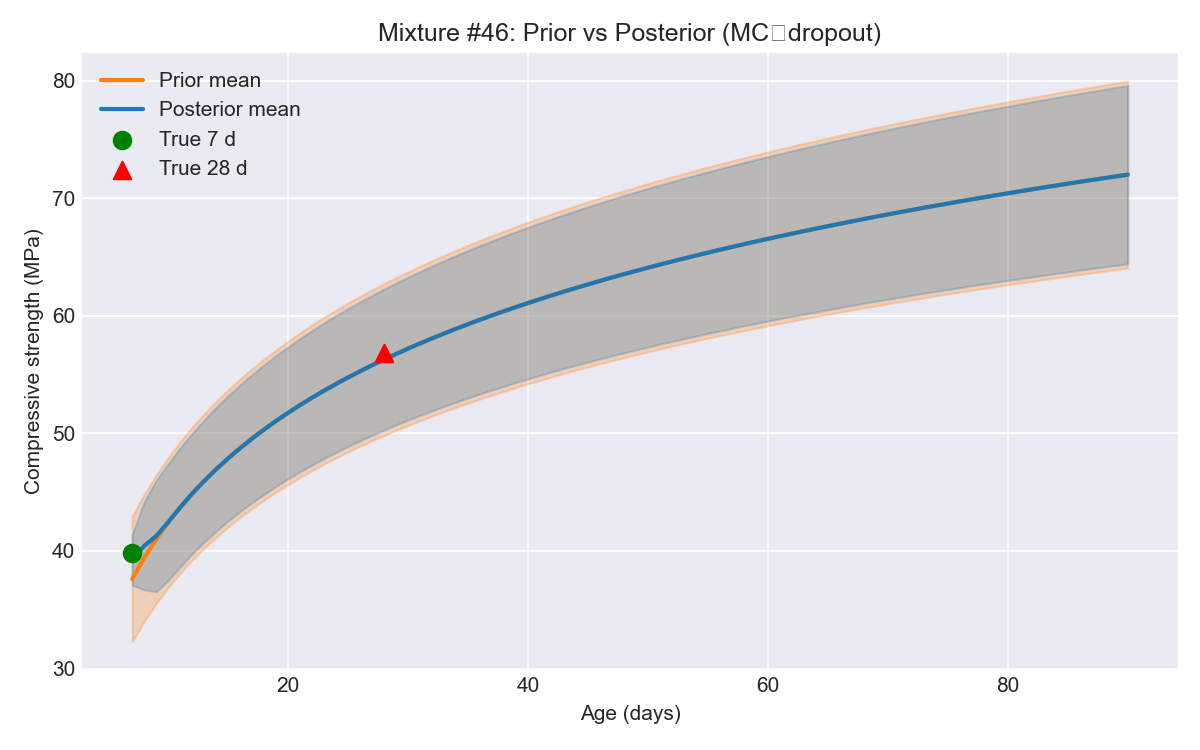 Mixture #46: Prior vs Posterior (MC□dropout)
Prior mean
Posterior mean
True 7 d
True 28 d
Compressive strength (MPa)
80
70
60
50
40
30
20
40
60
80
Age (days)